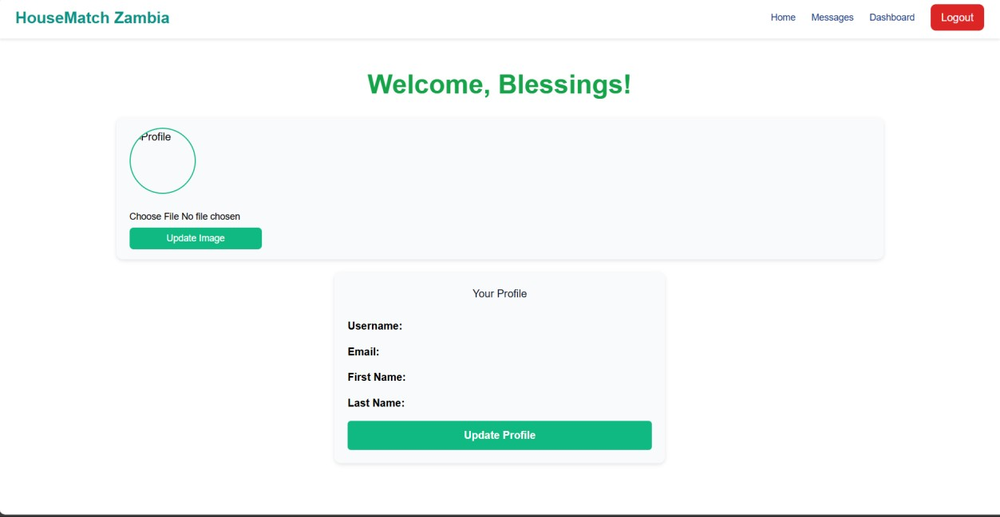 HouseMatch Zambia
Home Messages Dashboard Logout
Welcome, Blessings!
Profile
Choose File No file chosen
Update Image
Your Profile
Username:
Email:
First Name:
Last Name:
Update Profile